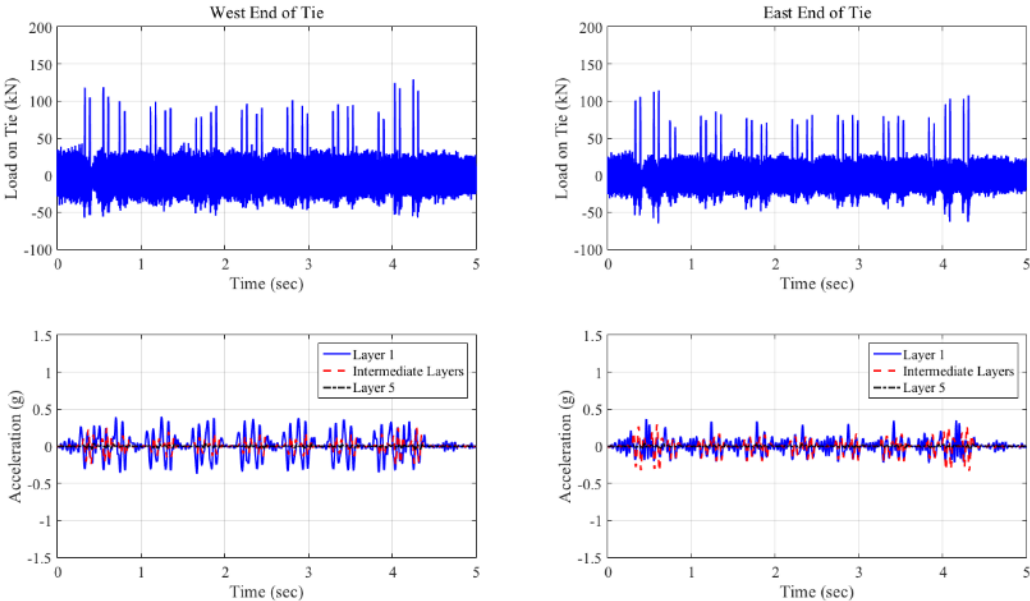 West End of Tie
200
150
100
50
0
-50
-100
Load on Tie (kN)
0 1 2 3 4 5
Time (sec)
East End of Tie
200
150
100
50
0
-50
-100
Load on Tie (kN)
0 1 2 3 4 5
Time (sec)
1.5
1
0.5
0
-0.5
-1
-1.5
Acceleration (g)
Layer 1
Intermediate Layers
Layer 5
0 1 2 3 4 5
Time (sec)
1.5
1
0.5
0
-0.5
-1
-1.5
Acceleration (g)
Layer 1
Intermediate Layers
Layer 5
0 1 2 3 4 5
Time (sec)